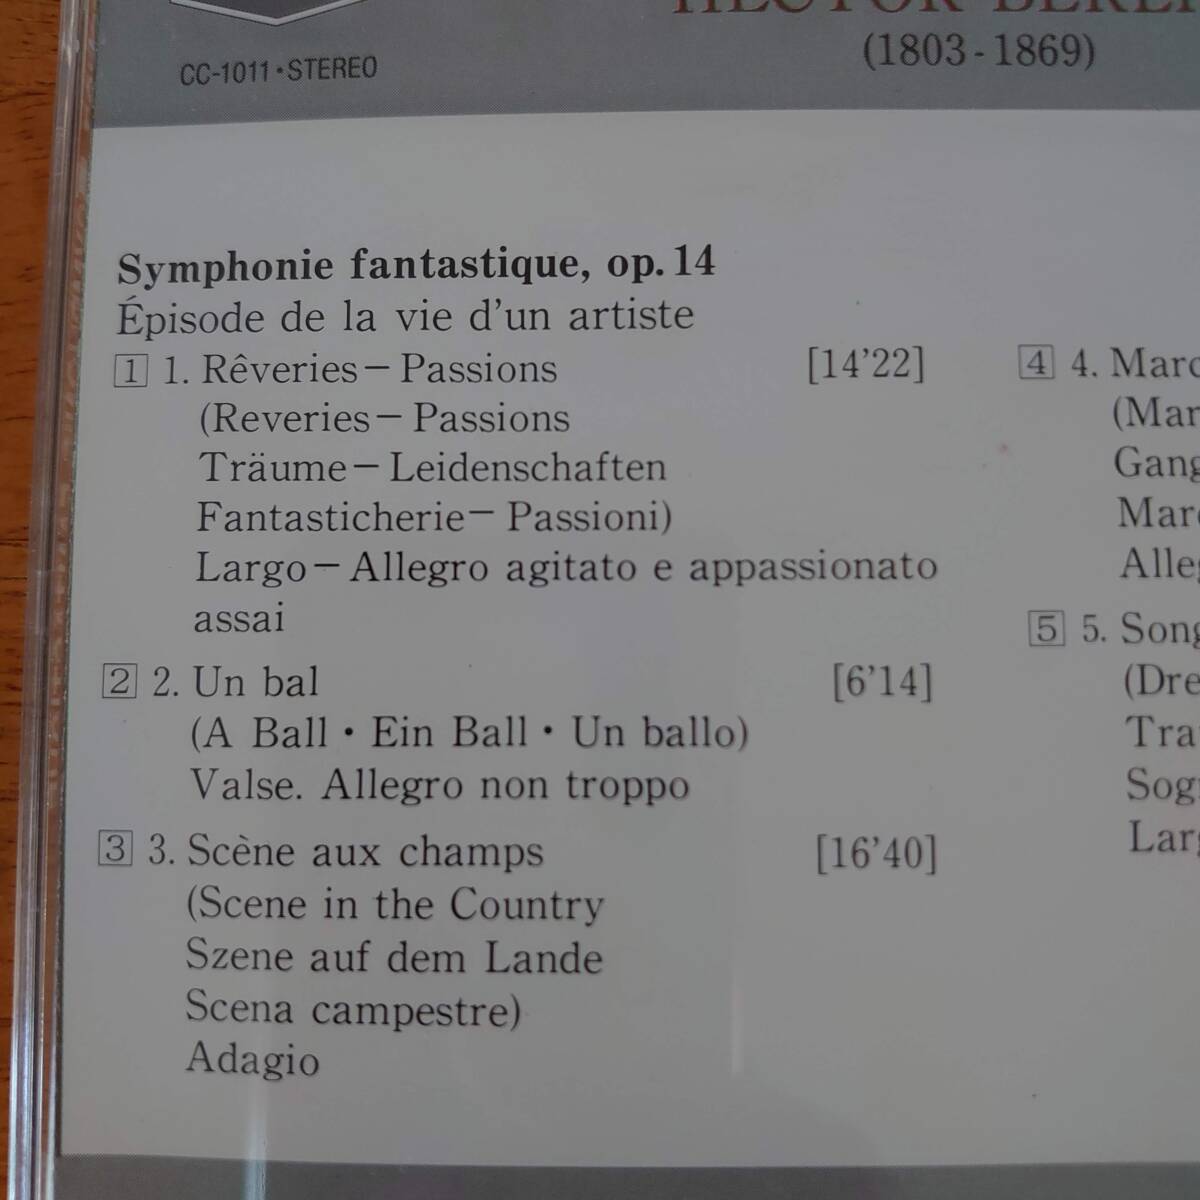 HECTOR
(1803-1869)
CC-1011・STEREO
Symphonie fantastique, op. 14
Épisode de la vie d'un artiste
1 1. Rêveries－Passions [14'22]
(Reveries－Passions
Träume－Leidenschaften
Fantasticherie－Passioni)
Largo－Allegro agitato e appassionato
assai
2 2. Un bal [6'14]
(A Ball・Ein Ball・Un ballo)
Valse. Allegro non troppo
3 3. Scène aux champs [16'40]
(Scene in the Country
Szene auf dem Lande
Scena campestre)
Adagio
4 4.
5 5.